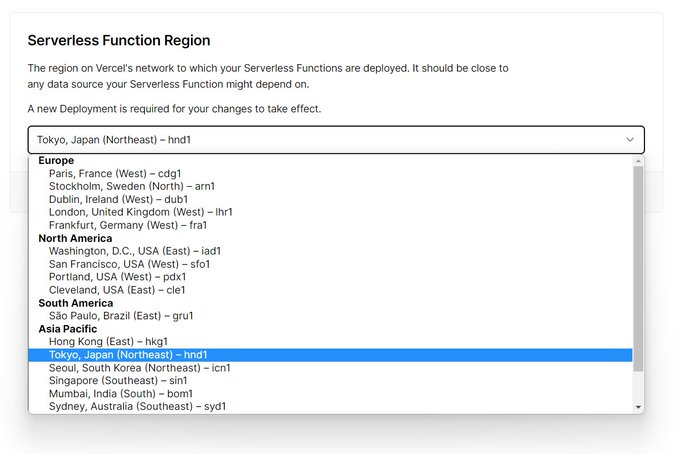 Serverless Function Region
The region on Vercel's network to which your Serverless Functions are deployed. It should be close to
any data source your Serverless Function might depend on.
A new Deployment is required for your changes to take effect.
Tokyo, Japan (Northeast) – hnd1
Europe
Paris, France (West) – cdg1
Stockholm, Sweden (North) – arn1
Dublin, Ireland (West) – dub1
London, United Kingdom (West) – lhr1
Frankfurt, Germany (West) – fra1
North America
Washington, D.C., USA (East) – iad1
San Francisco, USA (West) – sfo1
Portland, USA (West) – pdx1
Cleveland, USA (East) – cle1
South America
São Paulo, Brazil (East) – gru1
Asia Pacific
Hong Kong (East) – hkg1
Tokyo, Japan (Northeast) – hnd1
Seoul, South Korea (Northeast) – icn1
Singapore (Southeast) – sin1
Mumbai, India (South) – bom1
Sydney, Australia (Southeast) – syd1